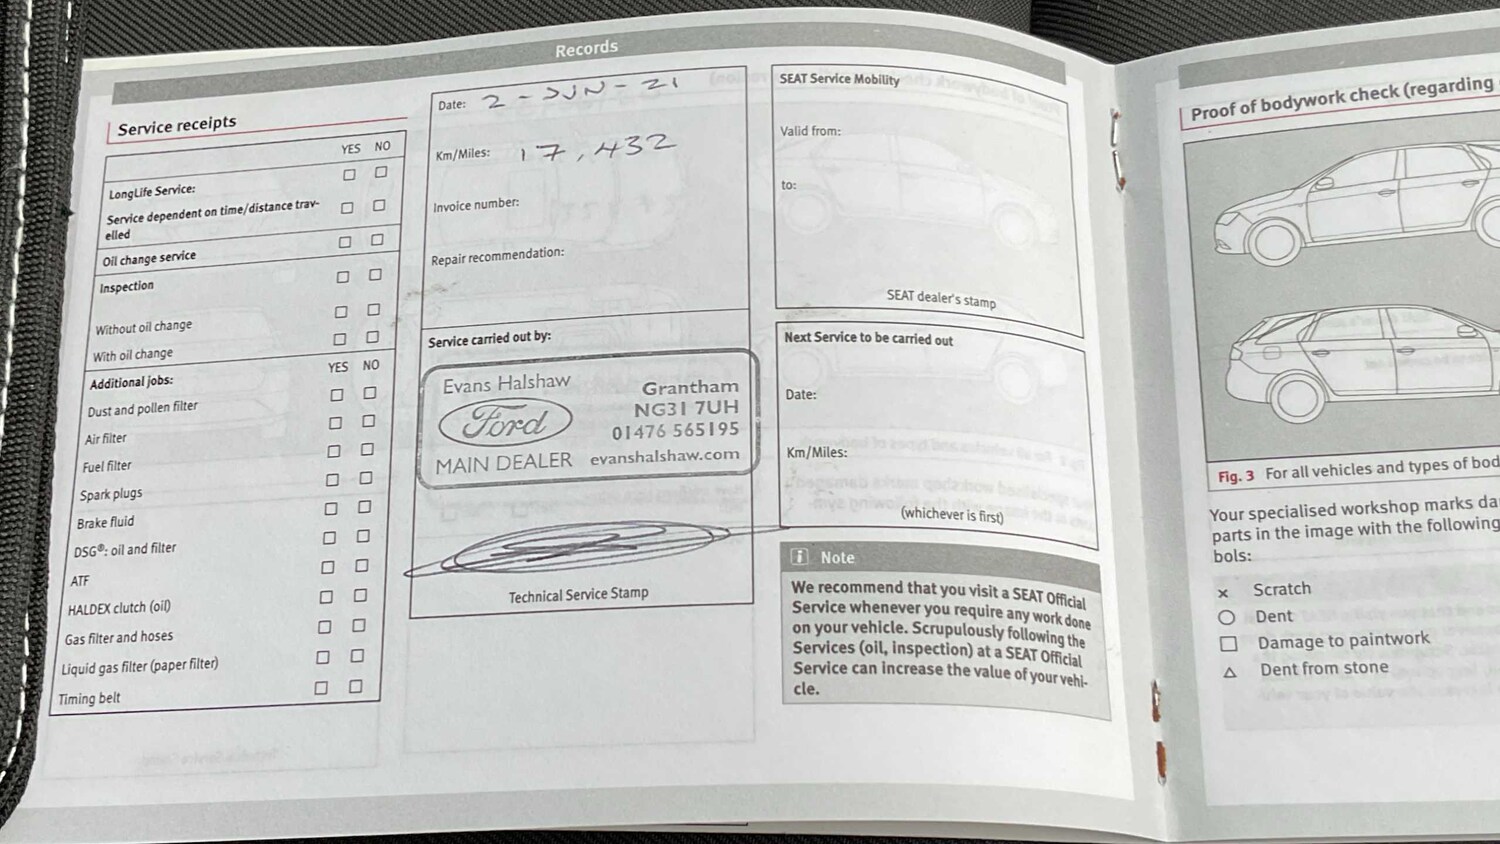 Records
Service receipts
YES NO
LongLife Service:
Service dependent on time/distance trav-
elled
Oil change service
Inspection
Without oil change
With oil change
Additional jobs: YES NO
Dust and pollen filter
Air filter
Fuel filter
Spark plugs
Brake fluid
DSG®: oil and filter
ATF
HALDEX clutch (oil)
Gas filter and hoses
Liquid gas filter (paper filter)
Timing belt
Date: 2-JUN-21
Km/Miles: 17,432
Invoice number:
Repair recommendation:
Service carried out by:
Evans Halshaw
Ford
MAIN DEALER
Grantham
NG31 7UH
01476 565195
evanshalshaw.com
Technical Service Stamp
SEAT Service Mobility
Valid from:
to:
SEAT dealer's stamp
Next Service to be carried out
Date:
Km/Miles:
(whichever is first)
i Note
We recommend that you visit a SEAT Official
Service whenever you require any work done
on your vehicle. Scrupulously following the
Services (oil, inspection) at a SEAT Official
Service can increase the value of your vehi-
cle.
Proof of bodywork check (regarding
Fig. 3 For all vehicles and types of bod
Your specialised workshop marks da
parts in the image with the following
bols:
x Scratch
○ Dent
□ Damage to paintwork
△ Dent from stone